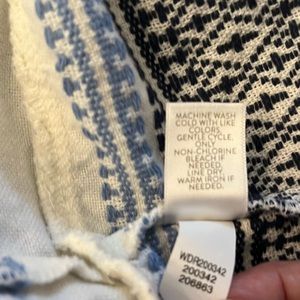 MACHINE WASH
COLD WITH LIKE
COLORS.
GENTLE CYCLE.
ONLY
NON-CHLORINE
BLEACH IF
NEEDED.
LINE DRY.
WARM IRON IF
NEEDED.
WDR200342
200342
206863